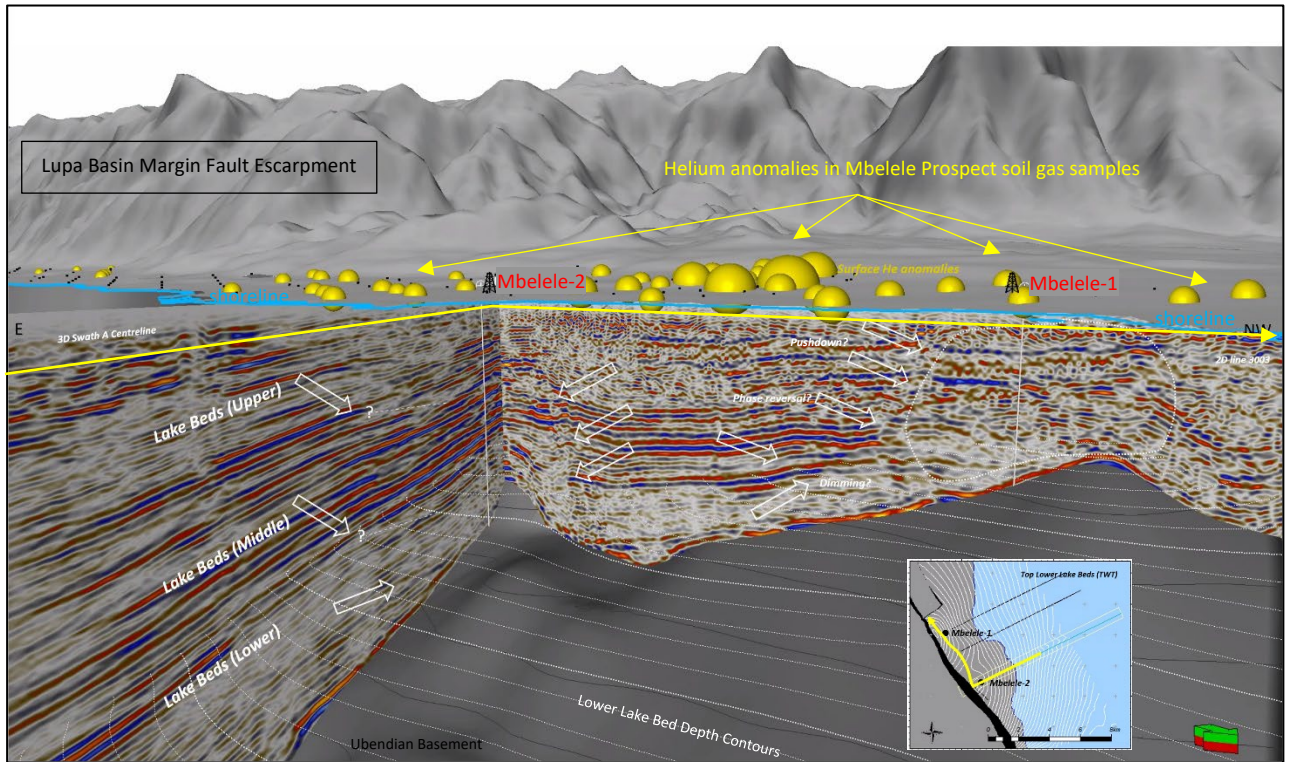 Lupa Basin Margin Fault Escarpment
Helium anomalies in Mbelele Prospect soil gas samples
Surface He anomalies
Mbelele-2
Mbelele-1
shoreline
shoreline
E
NW
3D Swath A Centreline
2D line 3003
Pushdown?
Lake Beds (Upper)
?
Phase reversal?
Dimming?
Lake Beds (Middle)
?
Lake Beds (Lower)
Top Lower Lake Beds (TWT)
Mbelele-1
Mbelele-2
Lower Lake Bed Depth Contours
Ubendian Basement